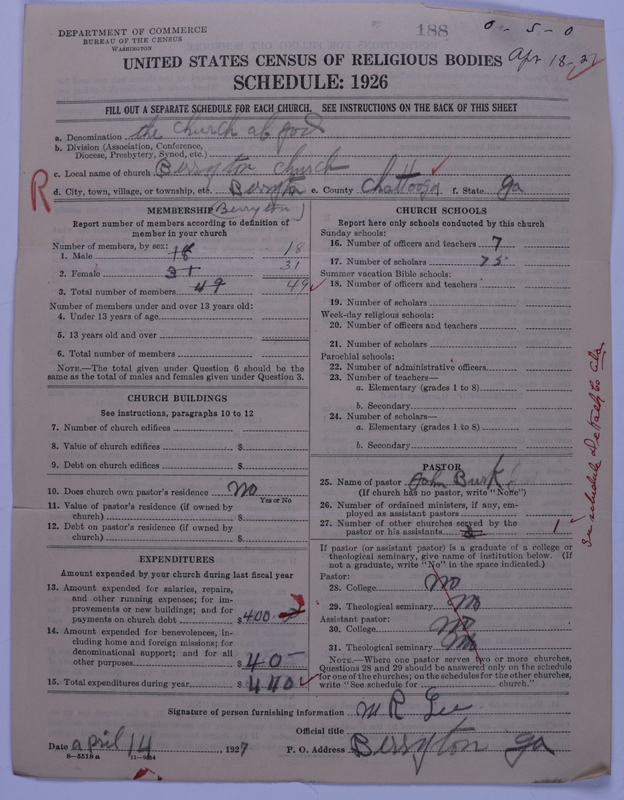 DEPARTMENT OF COMMERCE
BUREAU OF THE CENSUS
WASHINGTON
188
0 - 5 - 0
Apr 18-27
UNITED STATES CENSUS OF RELIGIOUS BODIES
SCHEDULE: 1926
FILL OUT A SEPARATE SCHEDULE FOR EACH CHURCH. SEE INSTRUCTIONS ON THE BACK OF THIS SHEET
a. Denomination the church of god
b. Division (Association, Conference,
Diocese, Presbytery, Synod, etc.)
c. Local name of church Berryton church
R
d. City, town, village, or township, etc. Berryton e. County Chattooga f. State Ga
(Berryton)
MEMBERSHIP
Report number of members according to definition of
member in your church
Number of members, by sex:
1. Male 18 18
2. Female 31 31
3. Total number of members 49 49
Number of members under and over 13 years old:
4. Under 13 years of age
5. 13 years old and over
6. Total number of members
NOTE.—The total given under Question 6 should be
the same as the total of males and females given under Question 3.
CHURCH BUILDINGS
See instructions, paragraphs 10 to 12
7. Number of church edifices
8. Value of church edifices $
9. Debt on church edifices $
10. Does church own pastor's residence No
Yes or No
11. Value of pastor's residence (if owned by
church) $
12. Debt on pastor's residence (if owned by
church) $
EXPENDITURES
Amount expended by your church during last fiscal year
13. Amount expended for salaries, repairs,
and other running expenses; for im-
provements or new buildings; and for
payments on church debt $ 400
14. Amount expended for benevolences, in-
cluding home and foreign missions; for
denominational support; and for all
other purposes $ 40-
15. Total expenditures during year $ 440
CHURCH SCHOOLS
Report here only schools conducted by this church
Sunday schools:
16. Number of officers and teachers 7
17. Number of scholars 75
Summer vacation Bible schools:
18. Number of officers and teachers
19. Number of scholars
Week-day religious schools:
20. Number of officers and teachers
21. Number of scholars
Parochial schools:
22. Number of administrative officers
23. Number of teachers—
a. Elementary (grades 1 to 8)
b. Secondary
24. Number of scholars—
a. Elementary (grades 1 to 8)
b. Secondary
PASTOR
25. Name of pastor John Burk
(If church has no pastor, write "None")
26. Number of ordained ministers, if any, em-
ployed as assistant pastors
27. Number of other churches served by the
pastor or his assistants 1
If pastor (or assistant pastor) is a graduate of a college or
theological seminary, give name of institution below. (If
not a graduate, write "No" in the space indicated.)
Pastor:
28. College No
29. Theological seminary No
Assistant pastor:
30. College No
31. Theological seminary No
NOTE.—Where one pastor serves two or more churches,
Questions 28 and 29 should be answered only on the schedule
for one of the churches; on the schedules for the other churches,
write "See schedule for church."
See schedule
Signature of person furnishing information M R Lee
Official title
Date april 14, 1927 P. O. Address Berryton Ga
8—5518 a